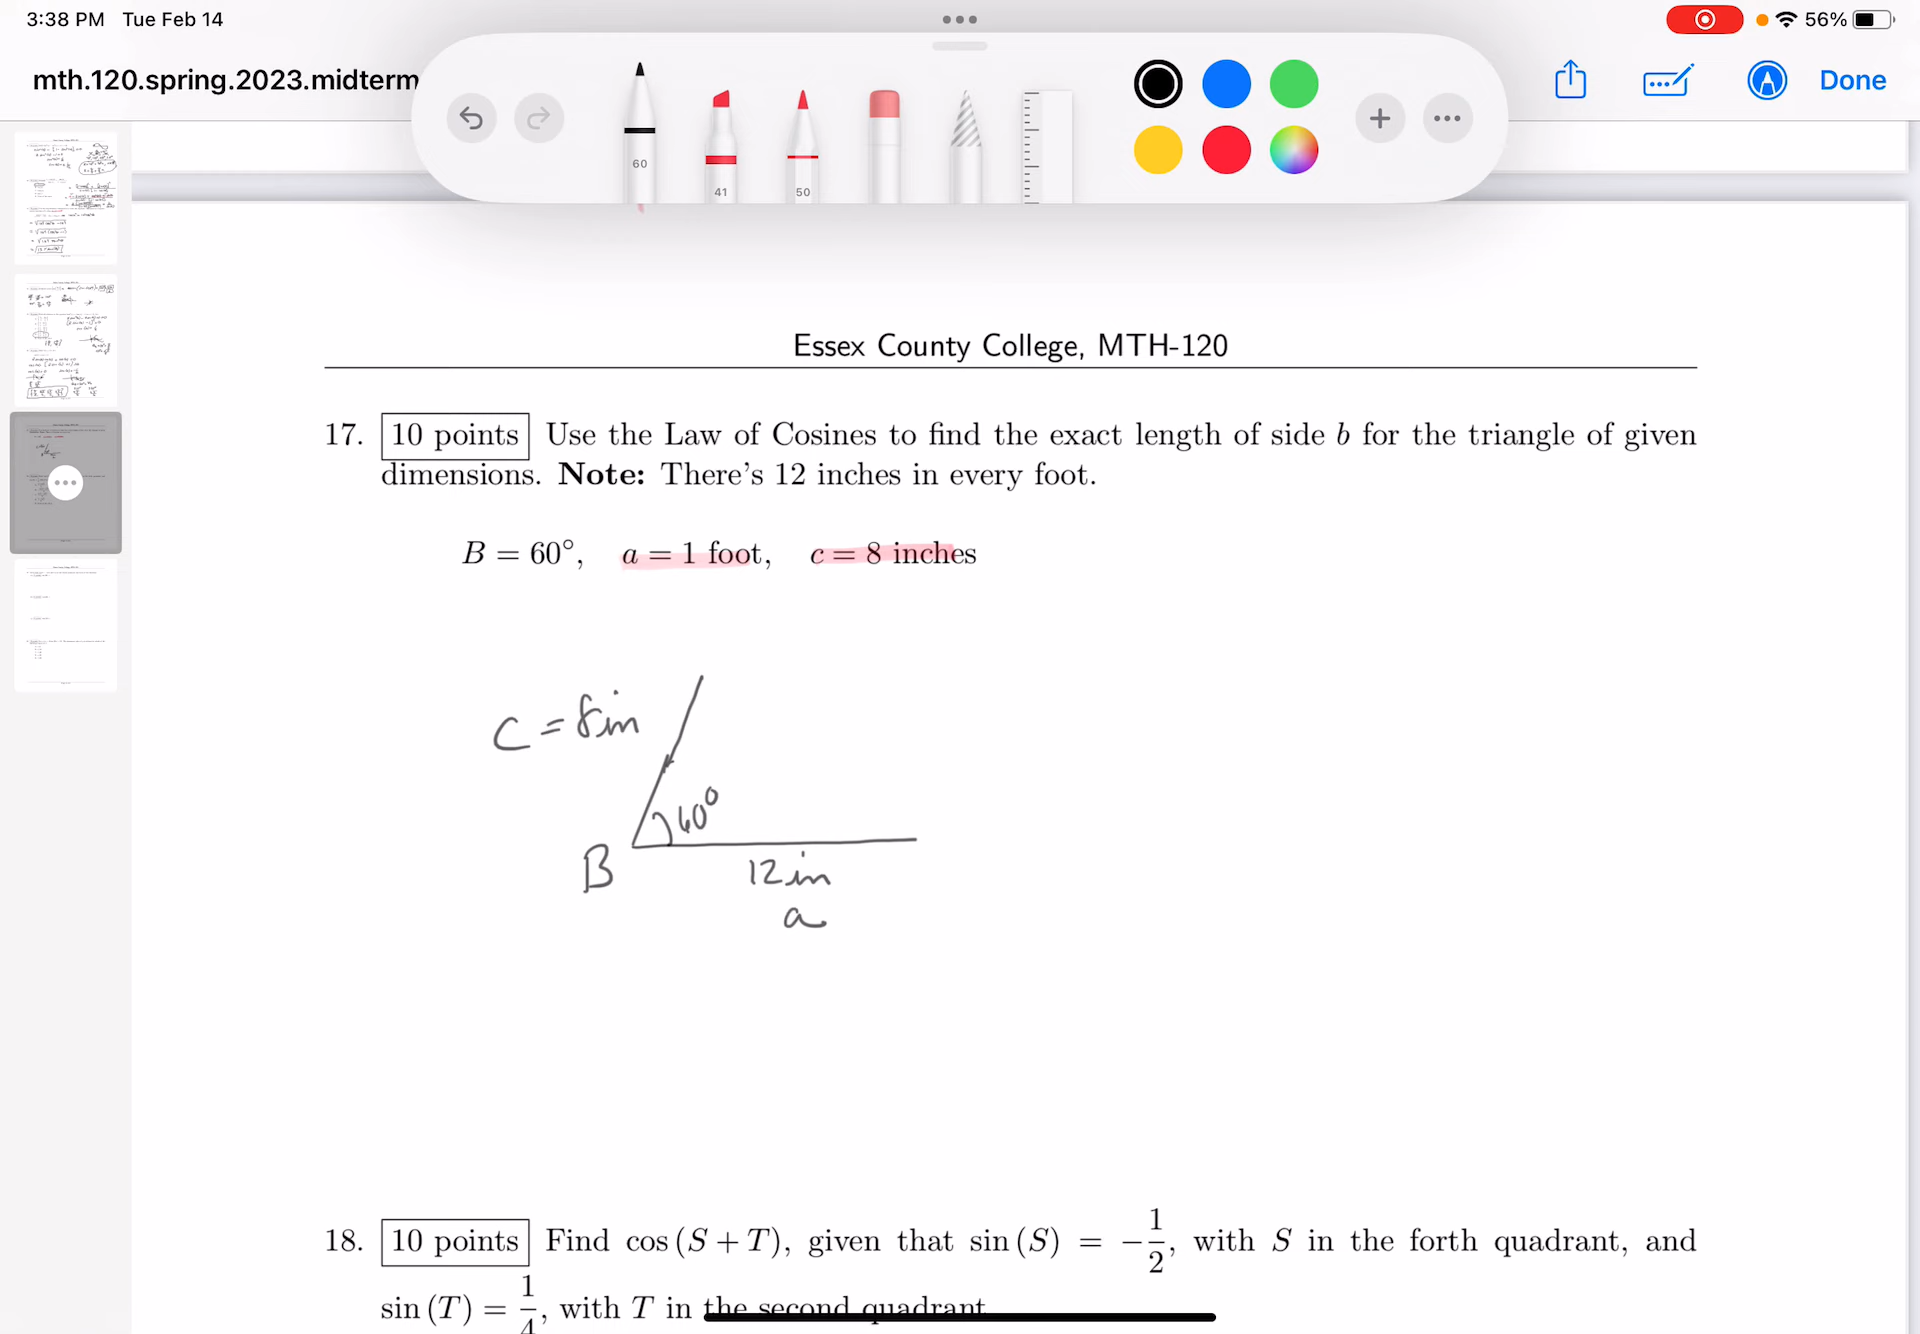 3:38 PM Tue Feb 14
56%
mth.120.spring.2023.midterm
Done
60
41
50
Essex County College, MTH-120
17. 10 points Use the Law of Cosines to find the exact length of side b for the triangle of given
dimensions. Note: There's 12 inches in every foot.
B = 60°, a = 1 foot, c = 8 inches
C = 8in
60°
B
12in
a
18. 10 points Find cos (S + T), given that sin (S) = −1/2, with S in the forth quadrant, and
sin (T) = 1/4, with T in the second quadrant